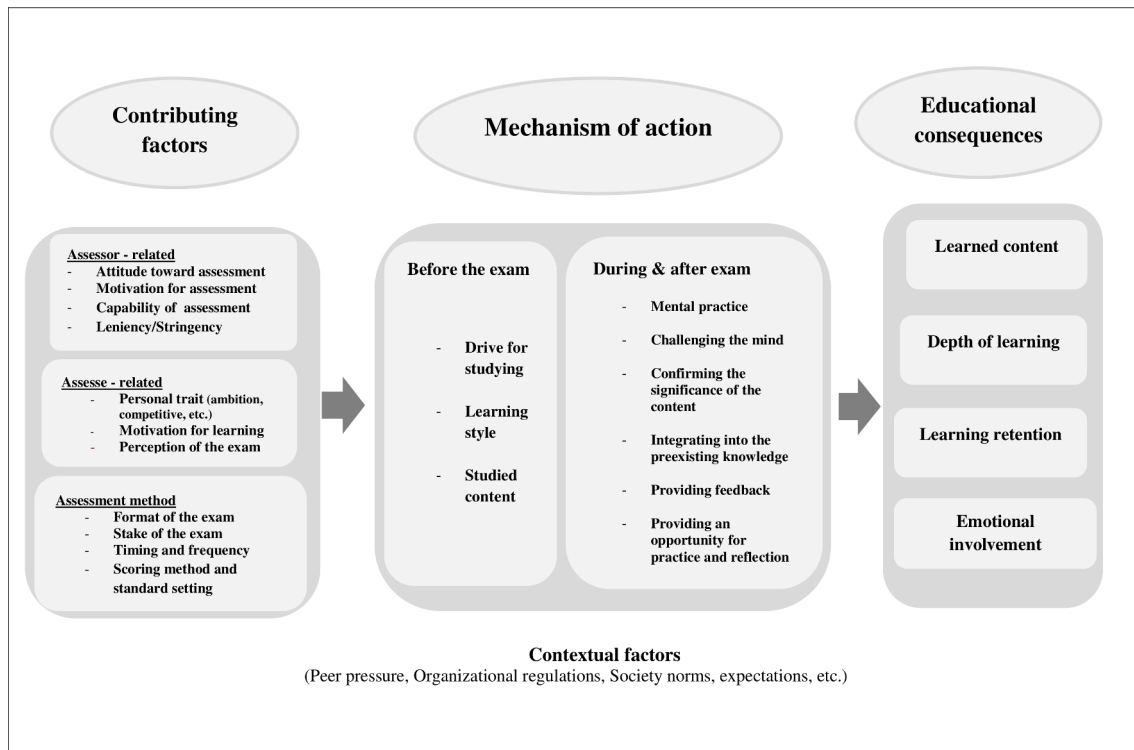 Contributing
factors
Mechanism of action
Educational
consequences
Assessor - related
- Attitude toward assessment
- Motivation for assessment
- Capability of assessment
- Leniency/Stringency
Assesse - related
- Personal trait (ambition,
competitive, etc.)
- Motivation for learning
- Perception of the exam
Assessment method
- Format of the exam
- Stake of the exam
- Timing and frequency
- Scoring method and
standard setting
Before the exam
- Drive for
studying
- Learning
style
- Studied
content
During & after exam
- Mental practice
- Challenging the mind
- Confirming the
significance of the
content
- Integrating into the
preexisting knowledge
- Providing feedback
- Providing an
opportunity for
practice and reflection
Learned content
Depth of learning
Learning retention
Emotional
involvement
Contextual factors
(Peer pressure, Organizational regulations, Society norms, expectations, etc.)